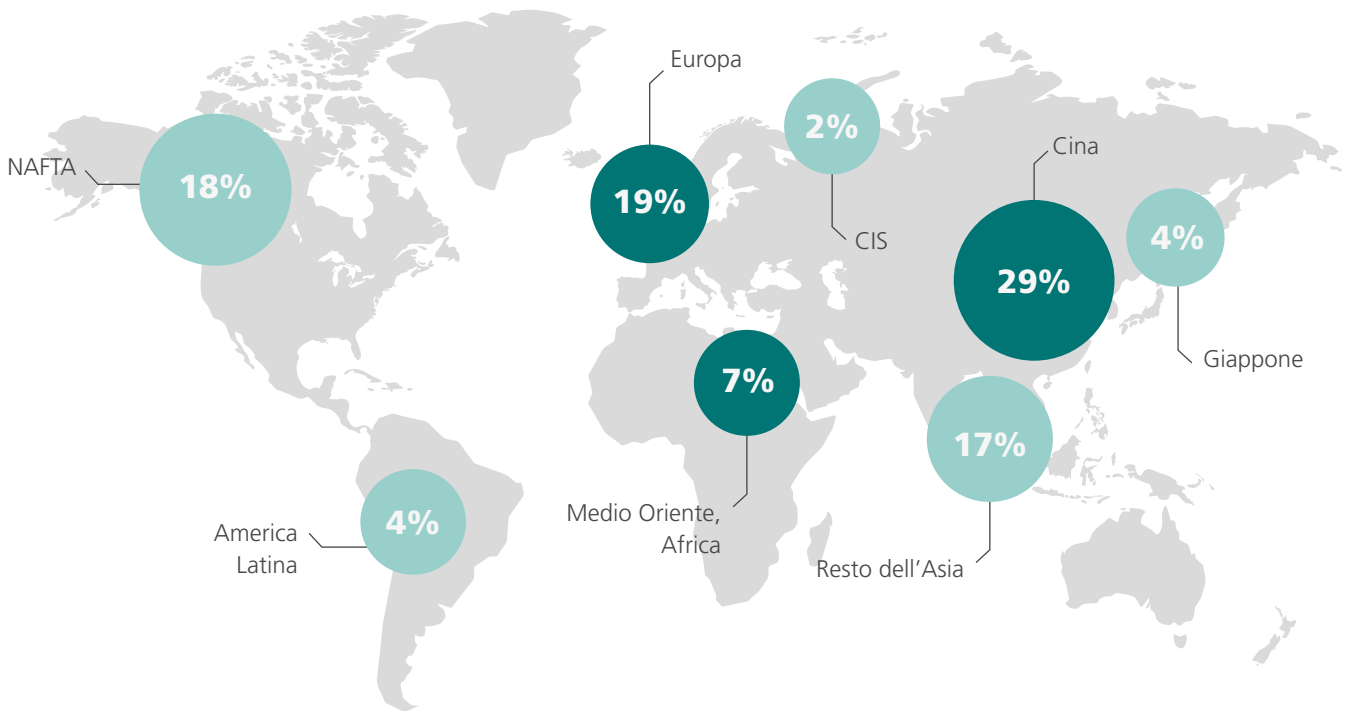 Europa
2%
Cina
NAFTA
18%
19%
4%
CIS
29%
Giappone
7%
17%
Medio Oriente,
Africa
4%
America
Latina
Resto dell'Asia